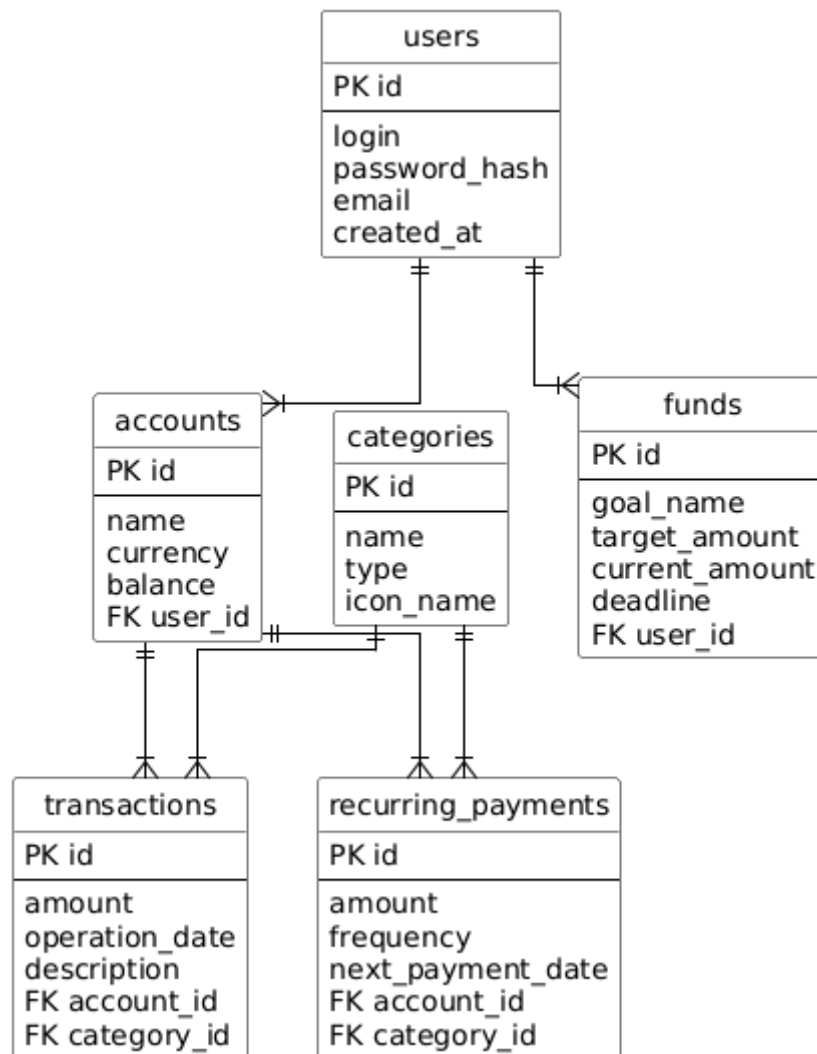 users
PK id
login
password_hash
email
created_at
accounts
PK id
name
currency
balance
FK user_id
categories
PK id
name
type
icon_name
funds
PK id
goal_name
target_amount
current_amount
deadline
FK user_id
transactions
PK id
amount
operation_date
description
FK account_id
FK category_id
recurring_payments
PK id
amount
frequency
next_payment_date
FK account_id
FK category_id